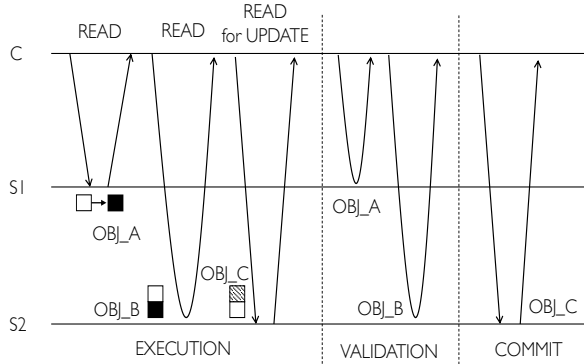 READ
READ
READ
for UPDATE
C
S1
OBJ_A
OBJ_A
OBJ_C
OBJ_B
OBJ_B
OBJ_C
S2
EXECUTION
VALIDATION
COMMIT